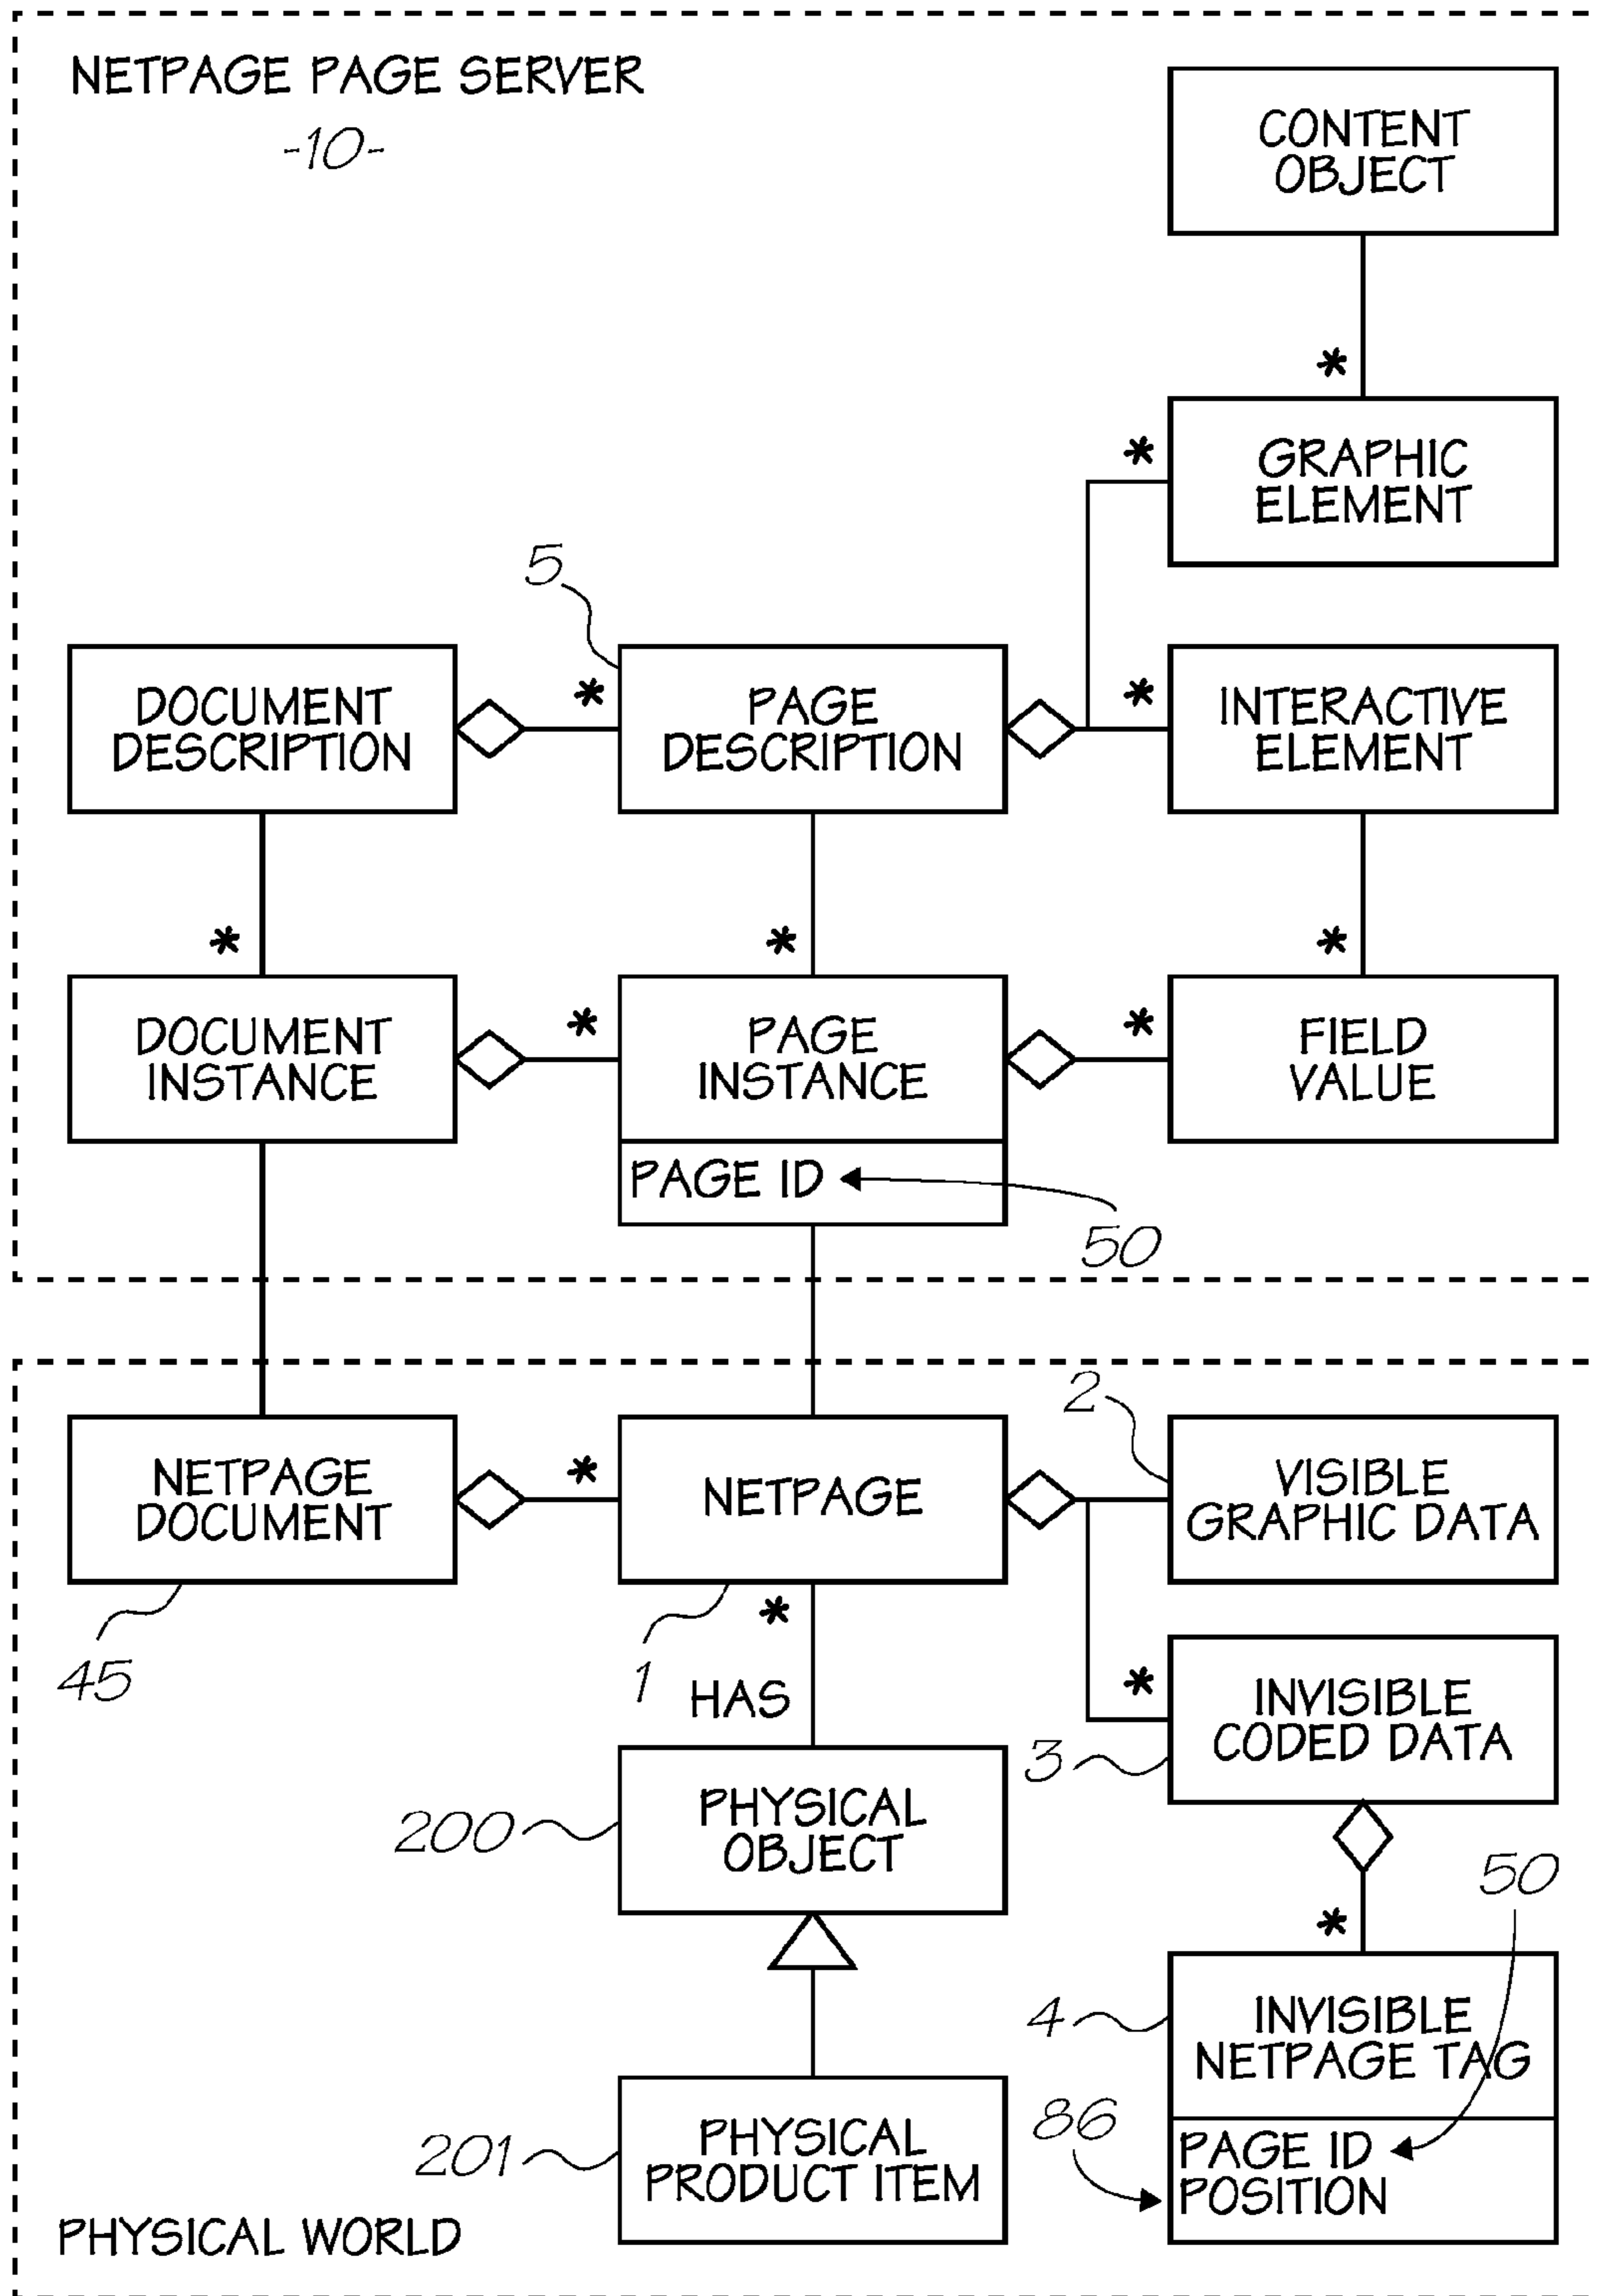 NETPAGE PAGE SERVER
-10-
CONTENT
OBJECT
*
GRAPHIC
ELEMENT
*
5
DOCUMENT
DESCRIPTION
*
PAGE
DESCRIPTION
*
INTERACTIVE
ELEMENT
*
*
*
DOCUMENT
INSTANCE
*
PAGE
INSTANCE
*
FIELD
VALUE
PAGE ID
50
2
NETPAGE
DOCUMENT
*
NETPAGE
VISIBLE
GRAPHIC DATA
45
1
*
HAS
*
INVISIBLE
CODED DATA
3
200
PHYSICAL
OBJECT
50
*
4
INVISIBLE
NETPAGE TAG
86
PAGE ID
POSITION
201
PHYSICAL
PRODUCT ITEM
PHYSICAL WORLD